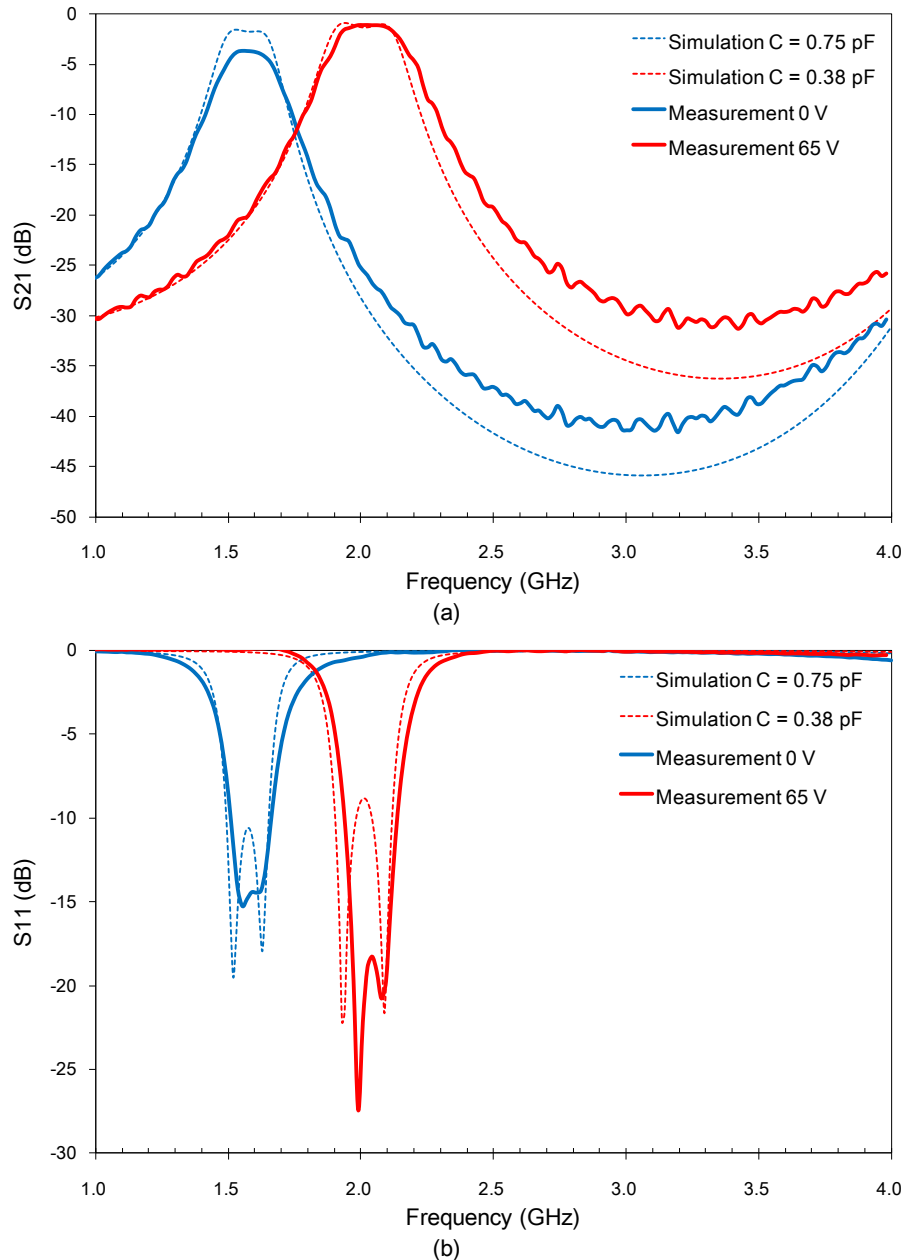 0
-5
-10
-15
-20
-25
-30
-35
-40
-45
-50
S21 (dB)
Simulation C = 0.75 pF
Simulation C = 0.38 pF
Measurement 0 V
Measurement 65 V
1.0 1.5 2.0 2.5 3.0 3.5 4.0
Frequency (GHz)
(a)
0
-5
-10
-15
-20
-25
-30
S11 (dB)
Simulation C = 0.75 pF
Simulation C = 0.38 pF
Measurement 0 V
Measurement 65 V
1.0 1.5 2.0 2.5 3.0 3.5 4.0
Frequency (GHz)
(b)